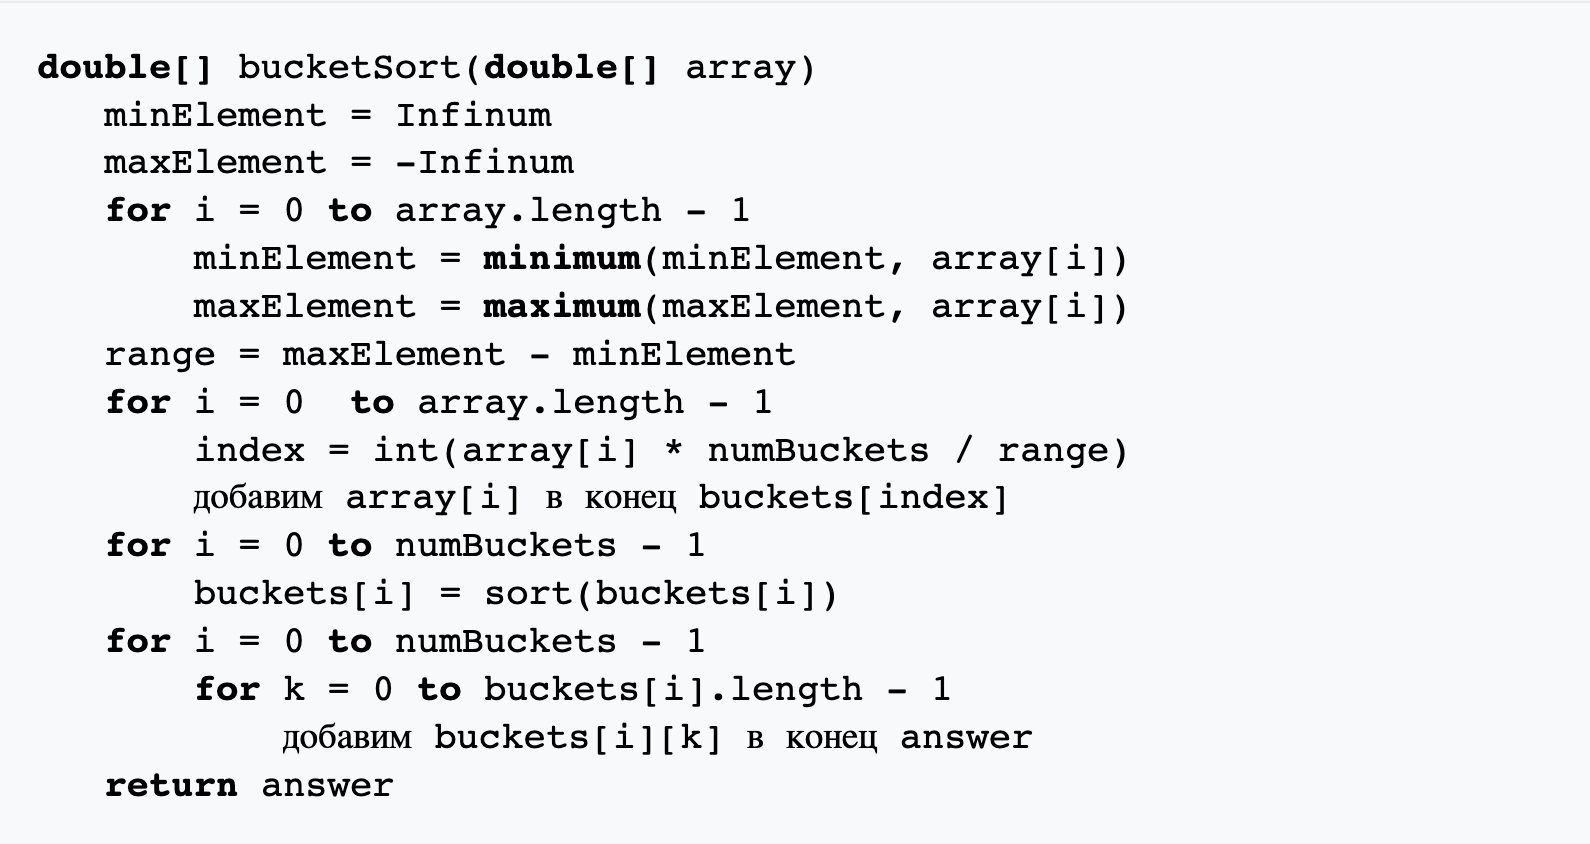 double[] bucketSort(double[] array)
minElement = Infinum
maxElement = -Infinum
for i = 0 to array.length - 1
minElement = minimum(minElement, array[i])
maxElement = maximum(maxElement, array[i])
range = maxElement - minElement
for i = 0  to array.length - 1
index = int(array[i] * numBuckets / range)
добавим array[i] в конец buckets[index]
for i = 0 to numBuckets - 1
buckets[i] = sort(buckets[i])
for i = 0 to numBuckets - 1
for k = 0 to buckets[i].length - 1
добавим buckets[i][k] в конец answer
return answer